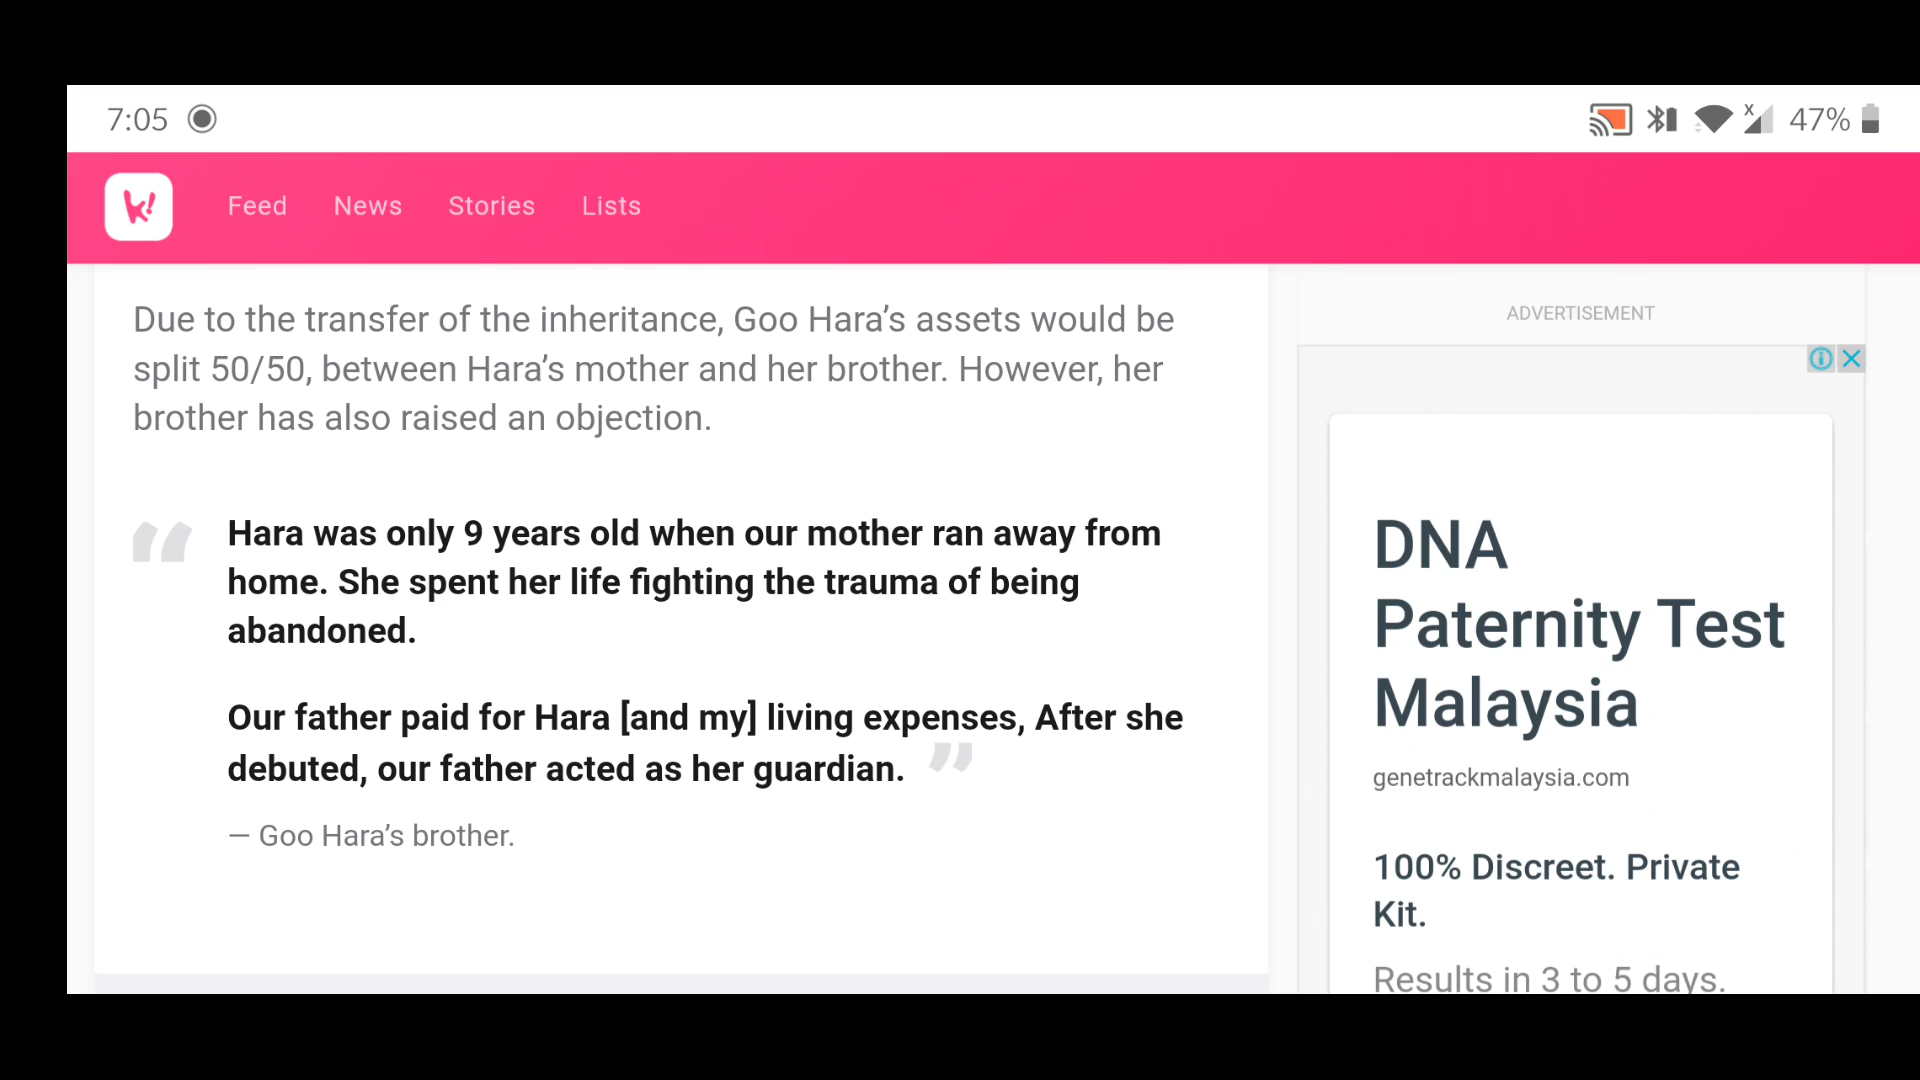 7:05
x
47%
k!
Feed News Stories Lists
Due to the transfer of the inheritance, Goo Hara’s assets would be
split 50/50, between Hara’s mother and her brother. However, her
brother has also raised an objection.
“
Hara was only 9 years old when our mother ran away from
home. She spent her life fighting the trauma of being
abandoned.
Our father paid for Hara [and my] living expenses, After she
debuted, our father acted as her guardian. ”
— Goo Hara’s brother.
ADVERTISEMENT
DNA
Paternity Test
Malaysia
genetrackmalaysia.com
100% Discreet. Private
Kit.
Results in 3 to 5 days.